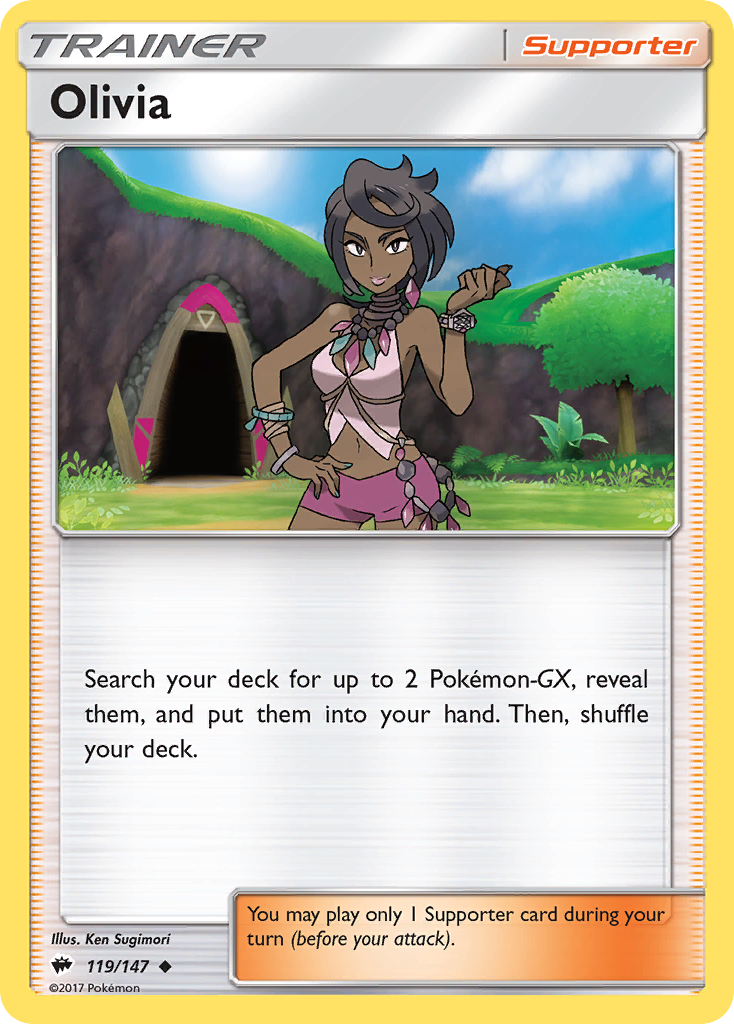 TRAINER
Supporter
Olivia
Search your deck for up to 2 Pokémon-GX, reveal
them, and put them into your hand. Then, shuffle
your deck.
You may play only 1 Supporter card during your
turn (before your attack).
Illus. Ken Sugimori
119/147
©2017 Pokémon